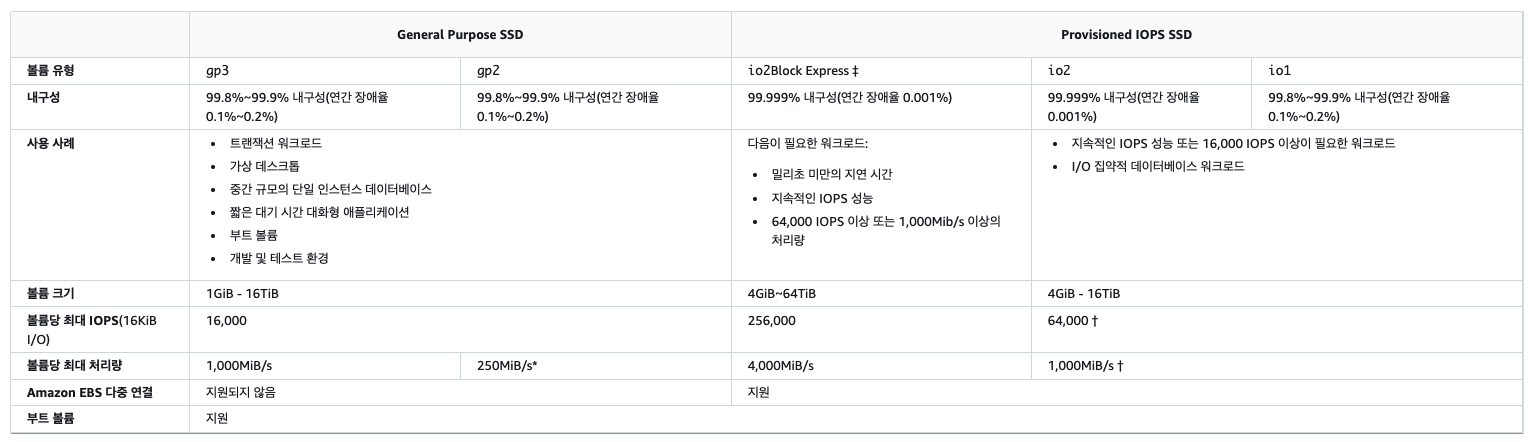 General Purpose SSD
Provisioned IOPS SSD
볼륨 유형
gp3
gp2
io2Block Express ‡
io2
io1
내구성
99.8%~99.9% 내구성(연간 장애율
0.1%~0.2%)
99.8%~99.9% 내구성(연간 장애율
0.1%~0.2%)
99.999% 내구성(연간 장애율 0.001%)
99.999% 내구성(연간 장애율
0.001%)
99.8%~99.9% 내구성(연간 장애율
0.1%~0.2%)
사용 사례
• 트랜잭션 워크로드
• 가상 데스크톱
• 중간 규모의 단일 인스턴스 데이터베이스
• 짧은 대기 시간 대화형 애플리케이션
• 부트 볼륨
• 개발 및 테스트 환경
다음이 필요한 워크로드:
• 밀리초 미만의 지연 시간
• 지속적인 IOPS 성능
• 64,000 IOPS 이상 또는 1,000Mib/s 이상의
처리량
• 지속적인 IOPS 성능 또는 16,000 IOPS 이상이 필요한 워크로드
• I/O 집약적 데이터베이스 워크로드
볼륨 크기
1GiB - 16TiB
4GiB~64TiB
4GiB - 16TiB
볼륨당 최대 IOPS(16KiB
I/O)
16,000
256,000
64,000 †
볼륨당 최대 처리량
1,000MiB/s
250MiB/s*
4,000MiB/s
1,000MiB/s †
Amazon EBS 다중 연결
지원되지 않음
지원
부트 볼륨
지원